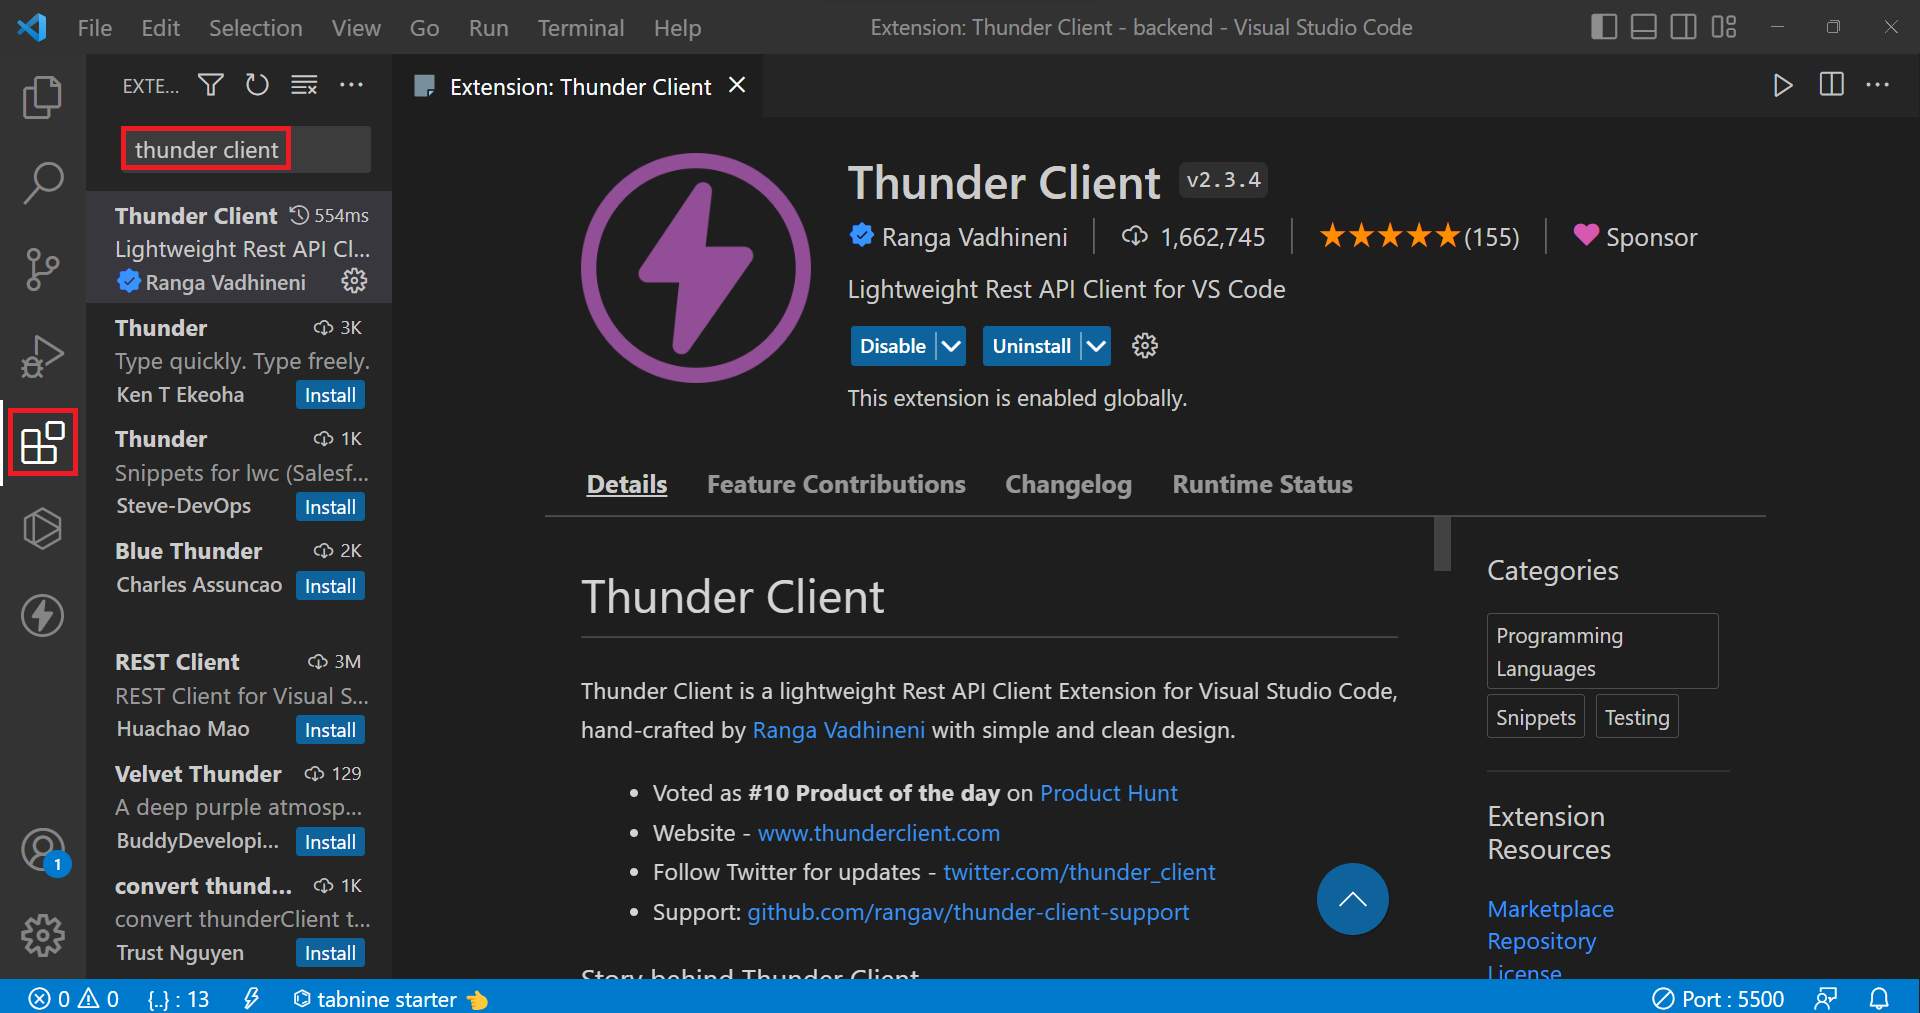 File Edit Selection View Go Run Terminal Help
Extension: Thunder Client - backend - Visual Studio Code
EXTE...
thunder client
Thunder Client 554ms
Lightweight Rest API Cl...
Ranga Vadhineni
Thunder 3K
Type quickly. Type freely.
Ken T Ekeoha Install
Thunder 1K
Snippets for lwc (Salesf...
Steve-DevOps Install
Blue Thunder 2K
Charles Assuncao Install
REST Client 3M
REST Client for Visual S...
Huachao Mao Install
Velvet Thunder 129
A deep purple atmosp...
BuddyDevelopi... Install
convert thund... 1K
convert thunderClient t...
Trust Nguyen Install
1
Extension: Thunder Client
Thunder Client v2.3.4
Ranga Vadhineni 1,662,745 (155) Sponsor
Lightweight Rest API Client for VS Code
Disable Uninstall
This extension is enabled globally.
Details Feature Contributions Changelog Runtime Status
Thunder Client
Thunder Client is a lightweight Rest API Client Extension for Visual Studio Code,
hand-crafted by Ranga Vadhineni with simple and clean design.
• Voted as #10 Product of the day on Product Hunt
• Website - www.thunderclient.com
• Follow Twitter for updates - twitter.com/thunder_client
• Support: github.com/rangav/thunder-client-support
Story behind Thunder Client
Categories
Programming
Languages
Snippets Testing
Extension
Resources
Marketplace
Repository
License
0 0 {..} : 13 tabnine starter Port : 5500